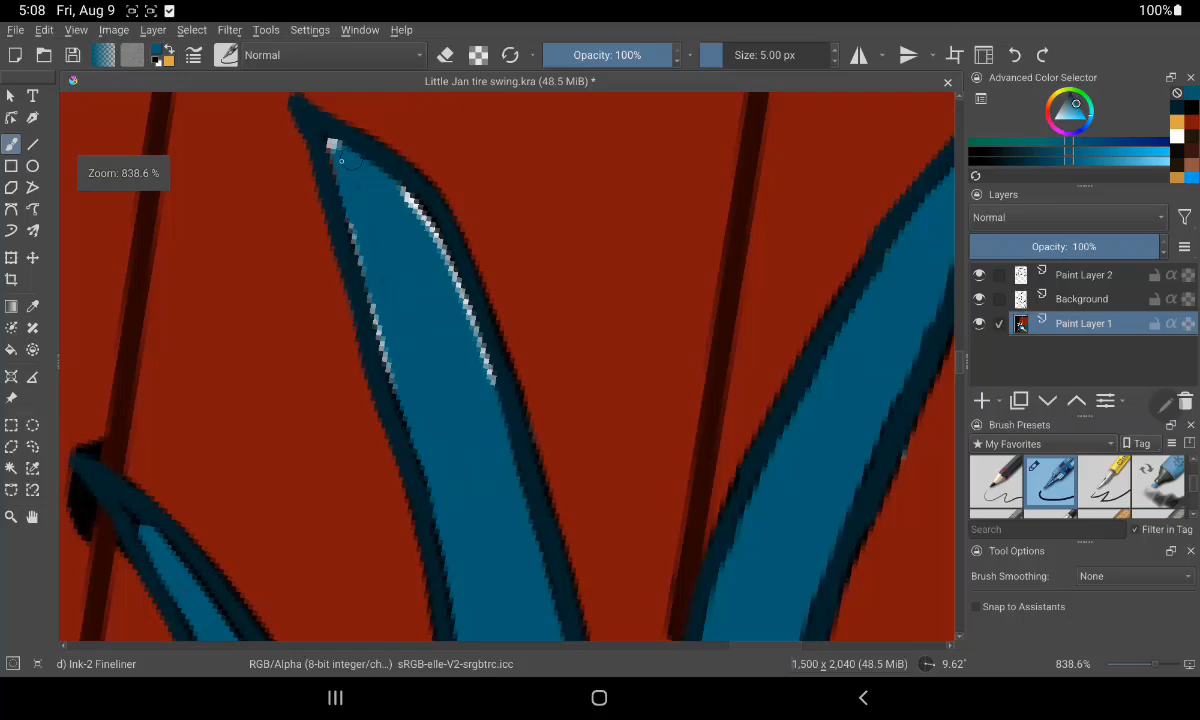 5:08 Fri, Aug 9 100%
File Edit View Image Layer Select Filter Tools Settings Window Help
Normal Opacity: 100% Size: 5.00 px
Little Jan tire swing.kra (48.5 MiB) *
Zoom: 838.6 %
Advanced Color Selector
Layers
Normal
Opacity: 100%
Paint Layer 2
Background
Paint Layer 1
Brush Presets
★ My Favorites Tag
Search Filter in Tag
Tool Options
Brush Smoothing: None
Snap to Assistants
d) Ink-2 Fineliner RGB/Alpha (8-bit integer/ch...) sRGB-elle-V2-srgbtrc.icc 1,500 x 2,040 (48.5 MiB) 9.62° 838.6%